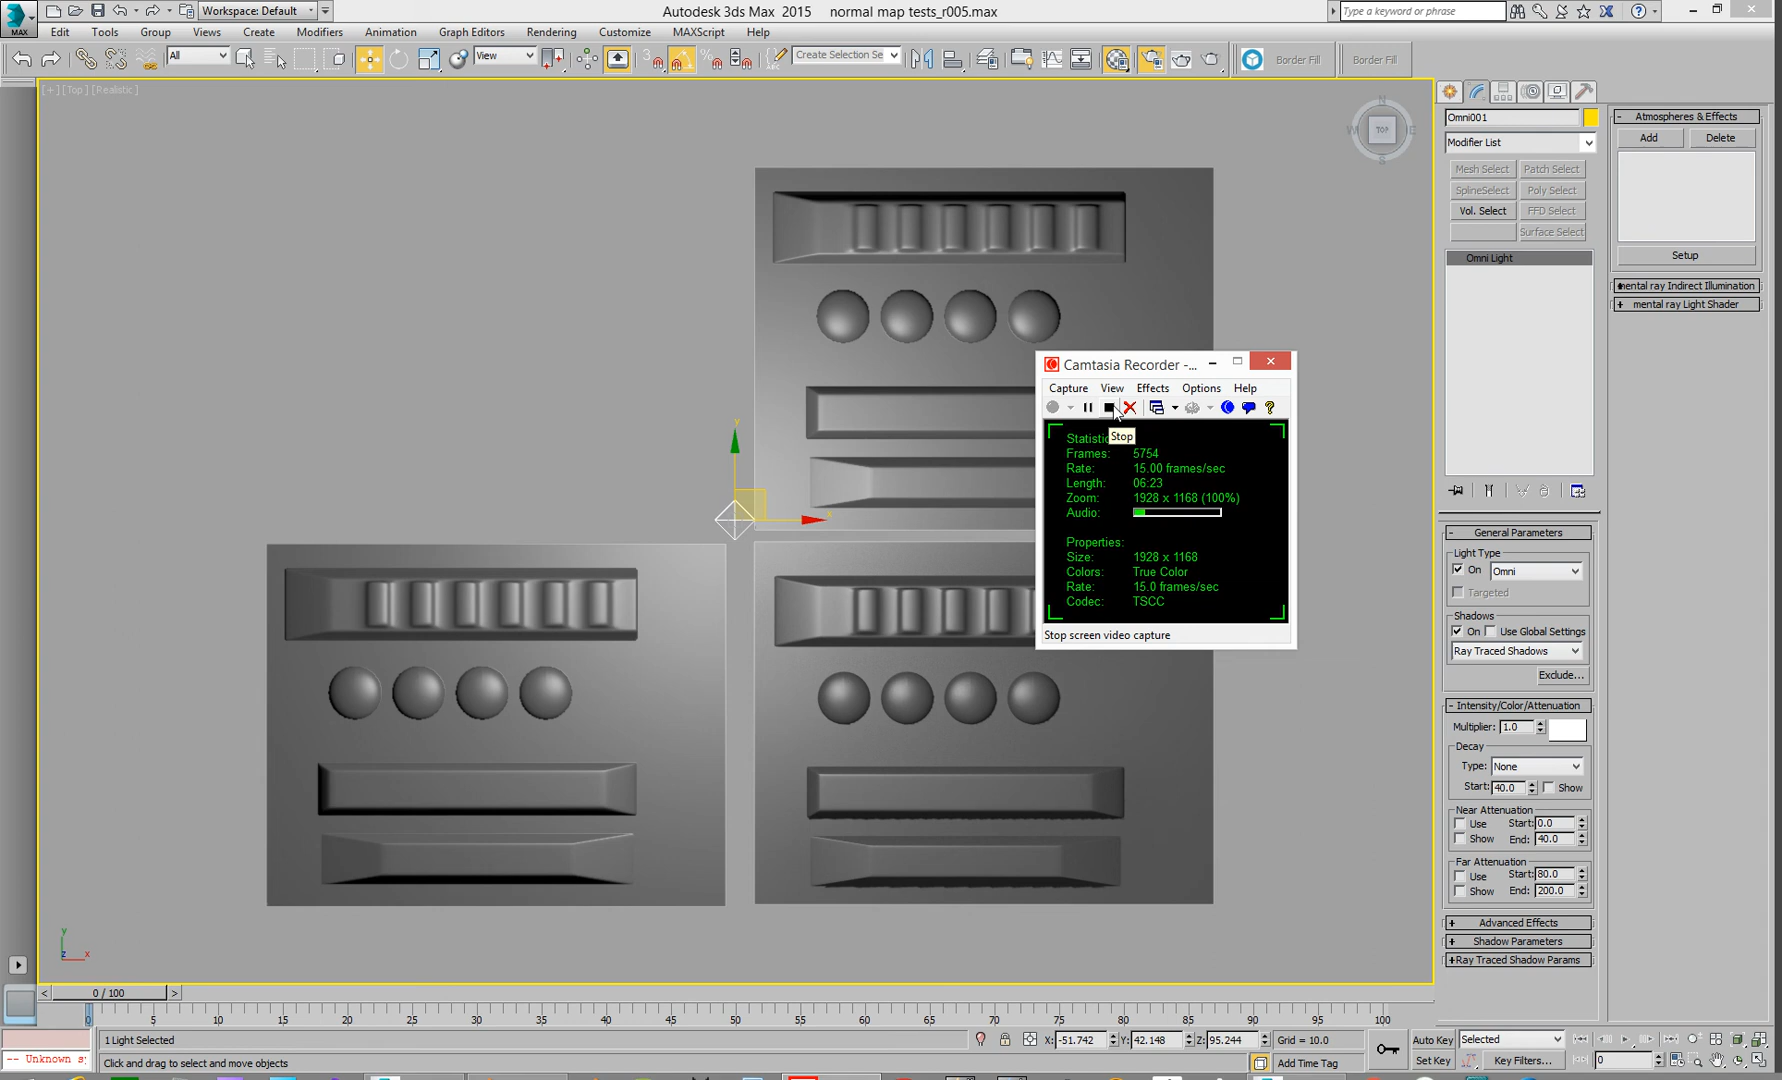 Workspace: Default
Autodesk 3ds Max 2015 normal map tests_r005.max
Type a keyword or phrase
MAX
Edit Tools Group Views Create Modifiers Animation Graph Editors Rendering Customize MAXScript Help
All
View
3
Create Selection Se
Border Fill
Border Fill
[+] [Top] [Realistic]
N
TOP
S
Omni001
Modifier List
Mesh Select Patch Select
SplineSelect Poly Select
Vol. Select FFD Select
Surface Select
Omni Light
- Atmospheres & Effects
Add Delete
Setup
mental ray Indirect Illumination
+ mental ray Light Shader
Camtasia Recorder -...
Capture View Effects Options Help
Stop
Frames: 5754
Rate: 15.00 frames/sec
Length: 06:23
Zoom: 1928 x 1168 (100%)
Audio:
Properties:
Size: 1928 x 1168
Colors: True Color
Rate: 15.0 frames/sec
Codec: TSCC
Stop screen video capture
y
x
- General Parameters
Light Type
On Omni
Targeted
Shadows
On Use Global Settings
Ray Traced Shadows
Exclude...
- Intensity/Color/Attenuation
Multiplier: 1.0
Decay
Type: None
Start: 40.0 Show
Near Attenuation
Use Start: 0.0
Show End: 40.0
Far Attenuation
Use Start: 80.0
Show End: 200.0
+ Advanced Effects
+ Shadow Parameters
+Ray Traced Shadow Params
y
z x
< 0 / 100 >
0 5 10 15 20 25 30 35 40 45 50 55 60 65 70 75 80 85 90 95 100
1 Light Selected
X: -51.742 Y: 42.148 Z: 95.244 Grid = 10.0
Auto Key Selected
-- Unknown
Click and drag to select and move objects
Add Time Tag
Set Key Key Filters... 0